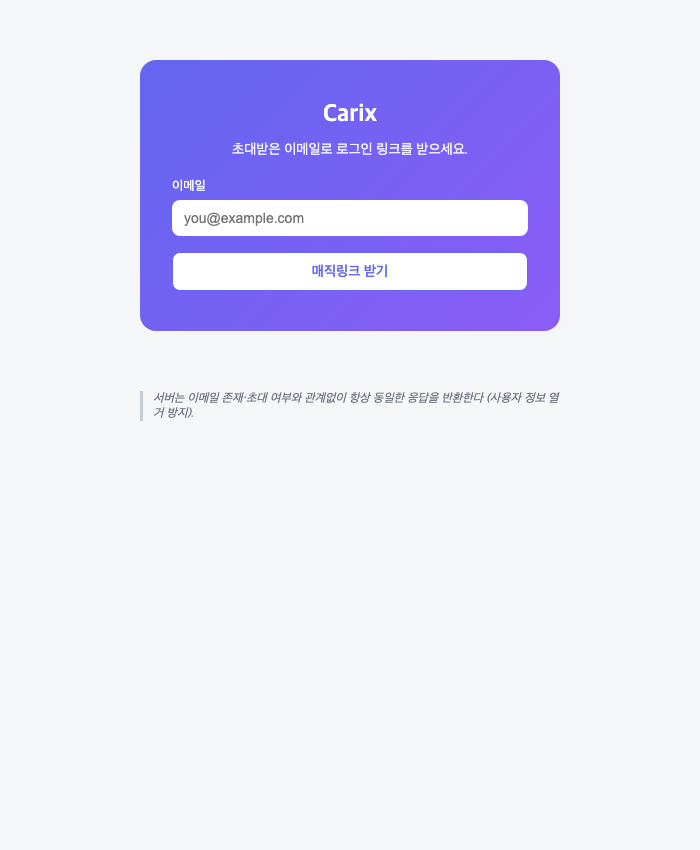 Carix
초대받은 이메일로 로그인 링크를 받으세요.
이메일
you@example.com
매직링크 받기
서버는 이메일 존재·초대 여부와 관계없이 항상 동일한 응답을 반환한다 (사용자 정보 열
거 방지).